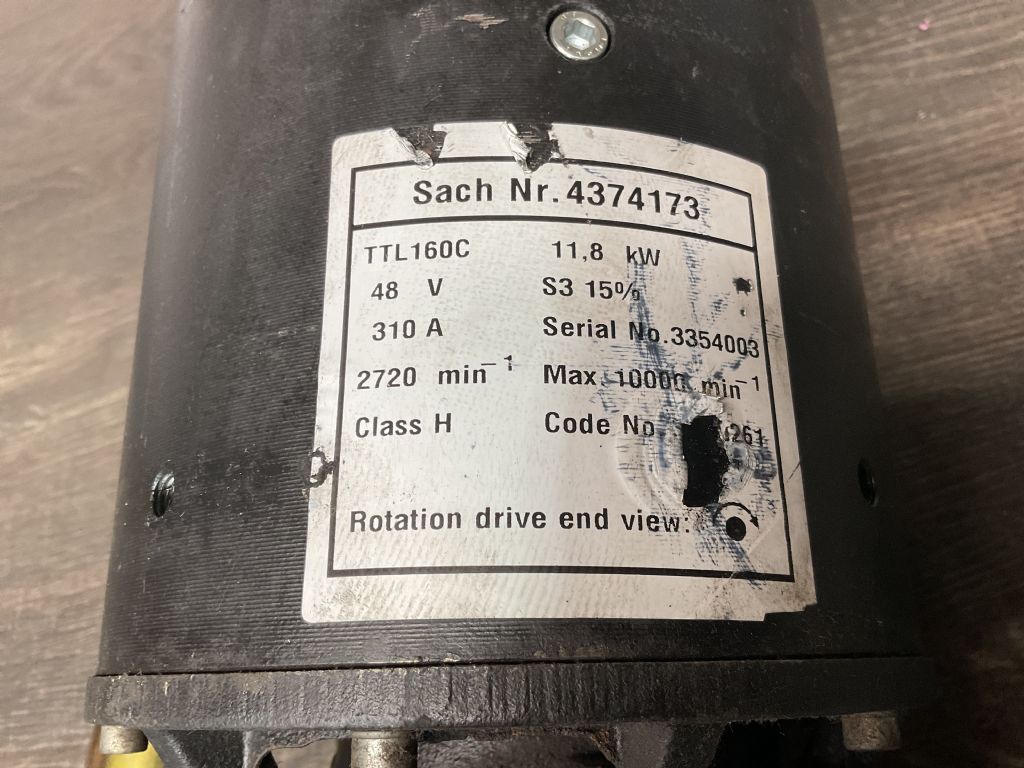 Sach Nr. 4374173
TTL160C 11,8 kW
48 V S3 15%
310 A Serial No.3354003
2720 min⁻¹ Max. 10000 min⁻¹
Class H Code No
Rotation drive end view: